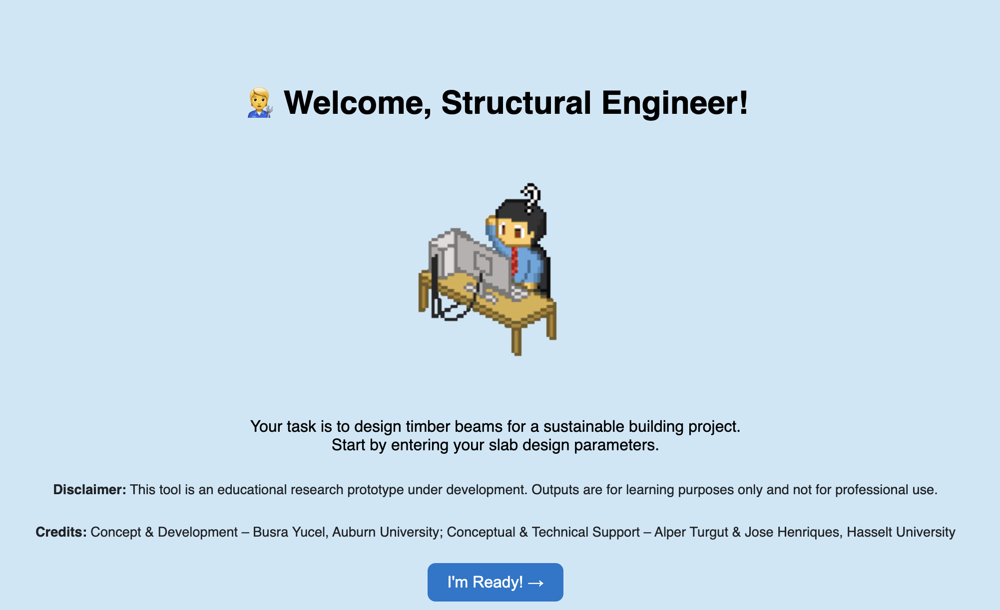 Welcome, Structural Engineer!
?
Your task is to design timber beams for a sustainable building project.
Start by entering your slab design parameters.
Disclaimer: This tool is an educational research prototype under development. Outputs are for learning purposes only and not for professional use.
Credits: Concept & Development – Busra Yucel, Auburn University; Conceptual & Technical Support – Alper Turgut & Jose Henriques, Hasselt University
I'm Ready! →